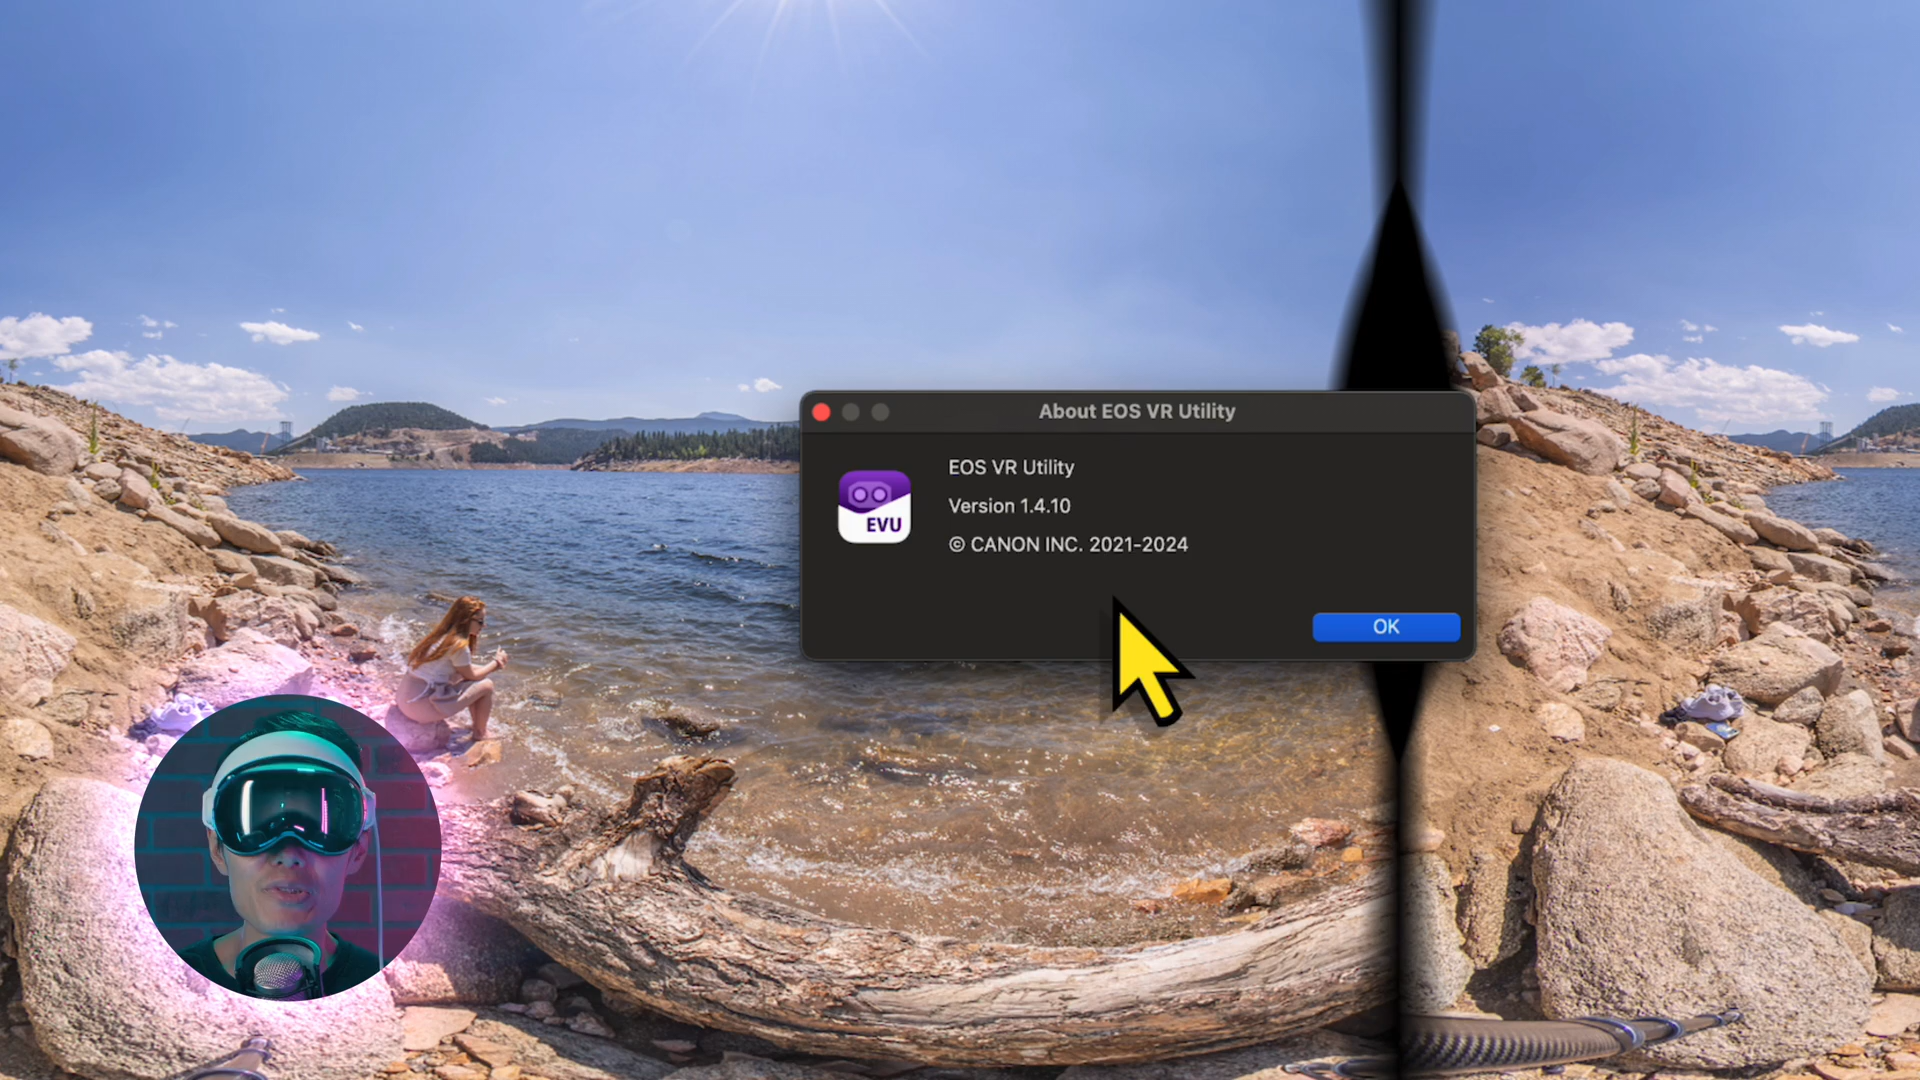 About EOS VR Utility
EOS VR Utility
Version 1.4.10
EVU
© CANON INC. 2021-2024
OK